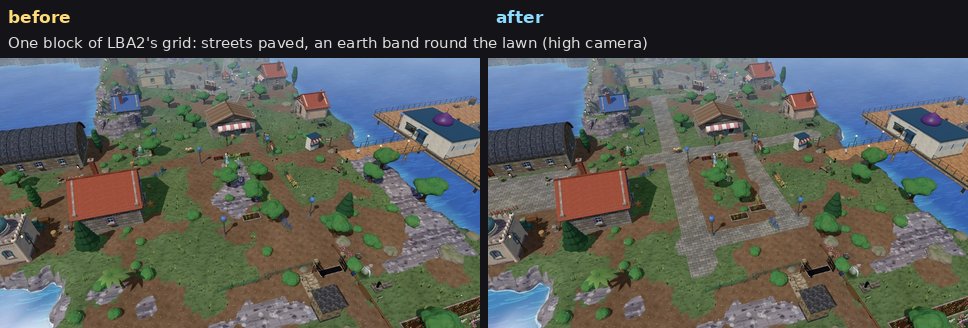 before
after
One block of LBA2's grid: streets paved, an earth band round the lawn (high camera)